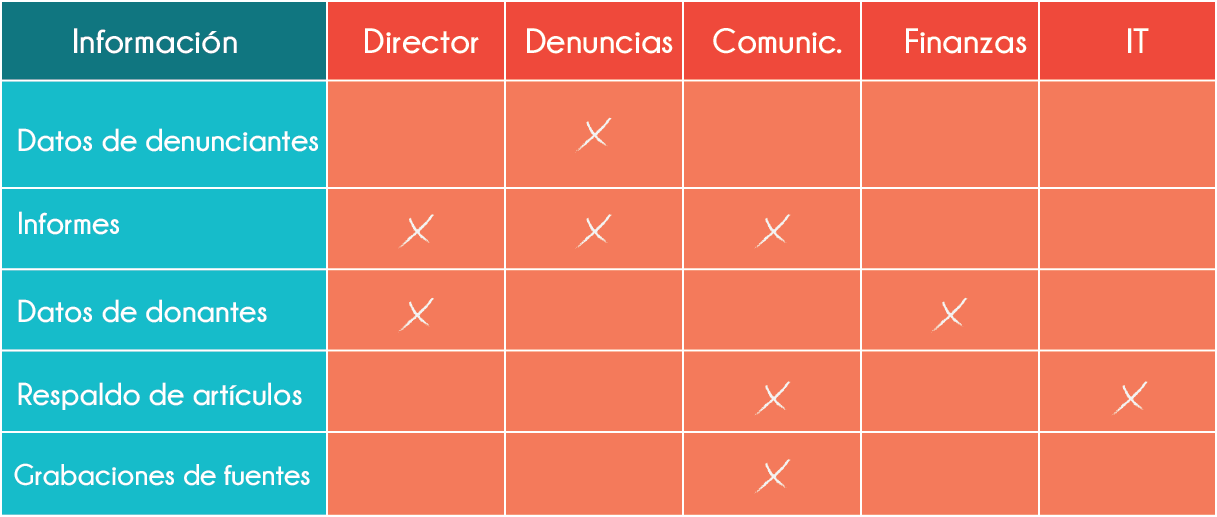 Información Director Denuncias Comunic. Finanzas IT
Datos de denunciantes X
Informes X X X
Datos de donantes X X
Respaldo de artículos X X
Grabaciones de fuentes X